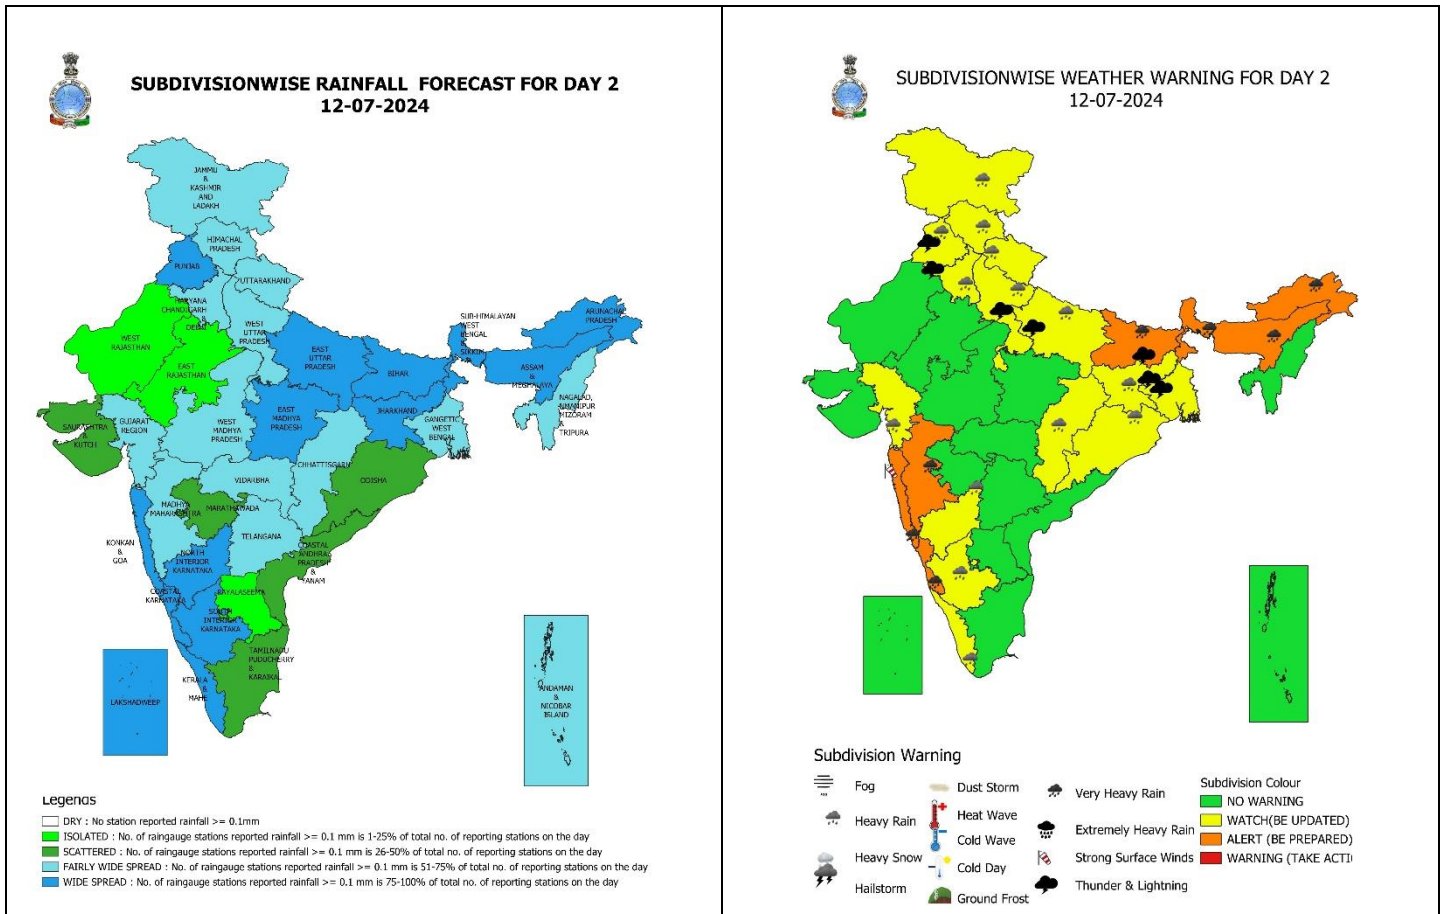 SUBDIVISIONWISE RAINFALL FORECAST FOR DAY 2
12-07-2024
JAMMU
&
KASHMIR
AND
LADAKH
HIMACHAL
PRADESH
PUNJAB
UTTARAKHAND
HARYANA
CHANDIGARH
&
DELHI
WEST
UTTAR
PRADESH
WEST
RAJASTHAN
EAST
RAJASTHAN
EAST
UTTAR
PRADESH
BIHAR
SUB-HIMALAYAN
WEST
BENGAL
&
SIKKIM
ARUNACHAL
PRADESH
ASSAM
&
MEGHALAYA
NAGALAD,
MANIPUR
MIZORAM
&
TRIPURA
SAURASHTRA
&
KUTCH
GUJARAT
REGION
WEST
MADHYA
PRADESH
EAST
MADHYA
PRADESH
JHARKHAND
GANGETIC
WEST
BENGAL
CHHATTISGARH
ODISHA
VIDARBHA
MADHYA
MAHARASHTRA
MARATHAWADA
TELANGANA
KONKAN
&
GOA
NORTH
INTERIOR
KARNATAKA
COASTAL
ANDHRA
PRADESH
&
YANAM
COASTAL
KARNATAKA
RAYALASEEMA
SOUTH
INTERIOR
KARNATAKA
TAMILNADU
PUDUCHERRY
&
KARAIKAL
KERALA
&
MAHE
LAKSHADWEEP
ANDAMAN
&
NICOBAR
ISLAND
Legends
DRY : No station reported rainfall >= 0.1mm
ISOLATED : No. of raingauge stations reported rainfall >= 0.1 mm is 1-25% of total no. of reporting stations on the day
SCATTERED : No. of raingauge stations reported rainfall >= 0.1 mm is 26-50% of total no. of reporting stations on the day
FAIRLY WIDE SPREAD : No. of raingauge stations reported rainfall >= 0.1 mm is 51-75% of total no. of reporting stations on the day
WIDE SPREAD : No. of raingauge stations reported rainfall >= 0.1 mm is 75-100% of total no. of reporting stations on the day
SUBDIVISIONWISE WEATHER WARNING FOR DAY 2
12-07-2024
Subdivision Warning
Fog
Heavy Rain
Heavy Snow
Hailstorm
Dust Storm
Heat Wave
Cold Wave
Cold Day
Ground Frost
Very Heavy Rain
Extremely Heavy Rain
Strong Surface Winds
Thunder & Lightning
Subdivision Colour
NO WARNING
WATCH(BE UPDATED)
ALERT (BE PREPARED)
WARNING (TAKE ACTI